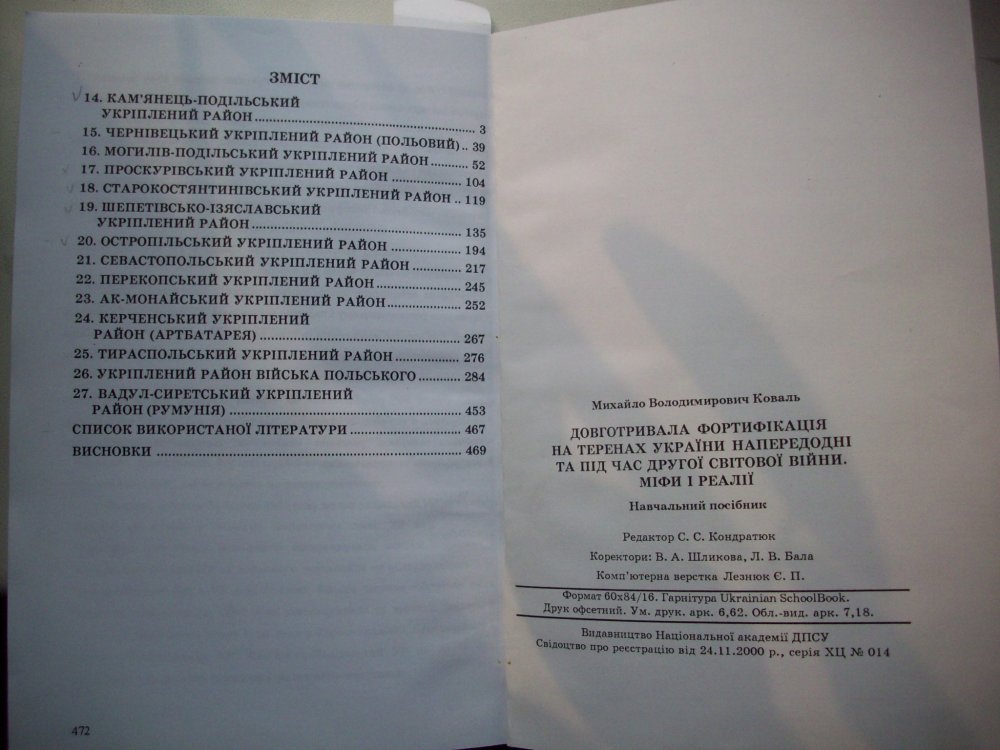 ЗМІСТ
14. КАМ'ЯНЕЦЬ-ПОДІЛЬСЬКИЙ
УКРІПЛЕНИЙ РАЙОН ........ 3
15. ЧЕРНІВЕЦЬКИЙ УКРІПЛЕНИЙ РАЙОН (ПОЛЬОВИЙ) .. 39
16. МОГИЛІВ-ПОДІЛЬСЬКИЙ УКРІПЛЕНИЙ РАЙОН ........ 52
17. ПРОСКУРІВСЬКИЙ УКРІПЛЕНИЙ РАЙОН ........ 104
18. СТАРОКОСТЯНТИНІВСЬКИЙ УКРІПЛЕНИЙ РАЙОН .. 119
19. ШЕПЕТІВСЬКО-ІЗЯСЛАВСЬКИЙ
УКРІПЛЕНИЙ РАЙОН ........ 135
20. ОСТРОПІЛЬСЬКИЙ УКРІПЛЕНИЙ РАЙОН ........ 194
21. СЕВАСТОПОЛЬСЬКИЙ УКРІПЛЕНИЙ РАЙОН ........ 217
22. ПЕРЕКОПСЬКИЙ УКРІПЛЕНИЙ РАЙОН ........ 245
23. АК-МОНАЙСЬКИЙ УКРІПЛЕНИЙ РАЙОН ........ 252
24. КЕРЧЕНСЬКИЙ УКРІПЛЕНИЙ
РАЙОН (АРТБАТАРЕЯ) ........ 267
25. ТИРАСПОЛЬСЬКИЙ УКРІПЛЕНИЙ РАЙОН ........ 276
26. УКРІПЛЕНИЙ РАЙОН ВІЙСЬКА ПОЛЬСЬКОГО ........ 284
27. ВАДУЛ-СИРЕТСЬКИЙ УКРІПЛЕНИЙ
РАЙОН (РУМУНІЯ) ........ 453
СПИСОК ВИКОРИСТАНОЇ ЛІТЕРАТУРИ ........ 467
ВИСНОВКИ ........ 469
472
Михайло Володимирович Коваль
ДОВГОТРИВАЛА ФОРТИФІКАЦІЯ
НА ТЕРЕНАХ УКРАЇНИ НАПЕРЕДОДНІ
ТА ПІД ЧАС ДРУГОЇ СВІТОВОЇ ВІЙНИ.
МІФИ І РЕАЛІЇ
Навчальний посібник
Редактор С. С. Кондратюк
Коректори: В. А. Шликова, Л. В. Бала
Комп'ютерна верстка Лезнюк Є. П.
Формат 60х84/16. Гарнітура Ukrainian SchoolBook.
Друк офсетний. Ум. друк. арк. 6,62. Обл.-вид. арк. 7,18.
Видавництво Національної академії ДПСУ
Свідоцтво про реєстрацію від 24.11.2000 р., серія ХЦ № 014